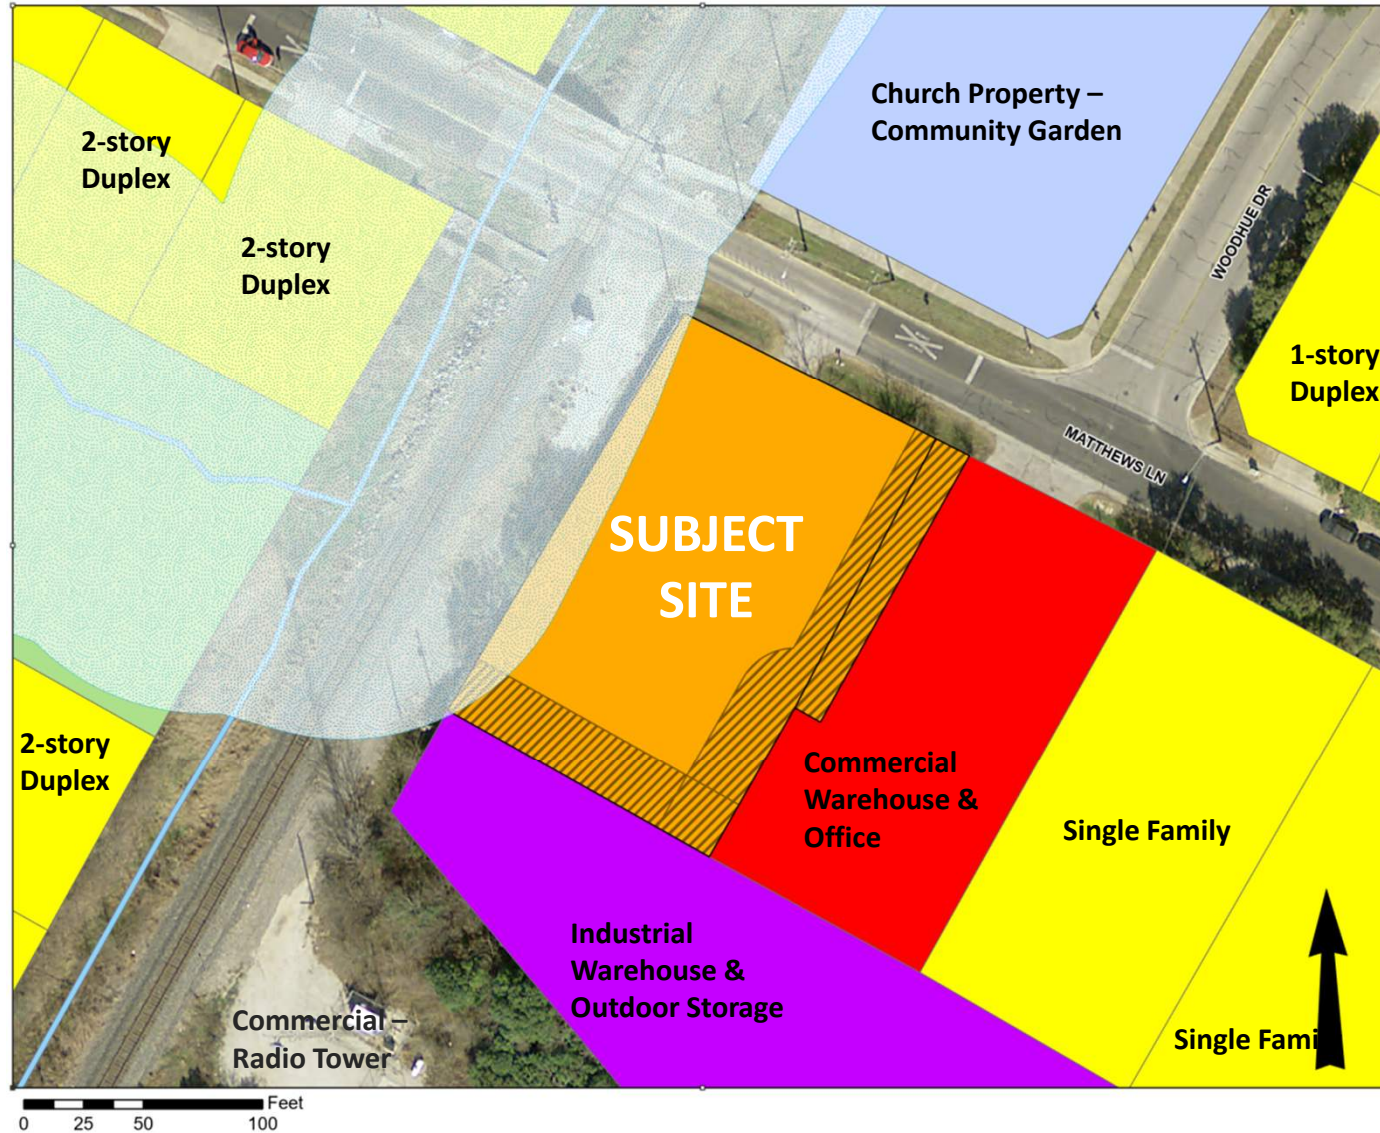 Church Property –
Community Garden
2-story
Duplex
2-story
Duplex
WOODHUE DR
1-story
Duplex
MATTHEWS LN
SUBJECT
SITE
2-story
Duplex
Commercial
Warehouse &
Office
Single Family
Industrial
Warehouse &
Outdoor Storage
Commercial –
Radio Tower
Single Fami
Feet
0 25 50 100